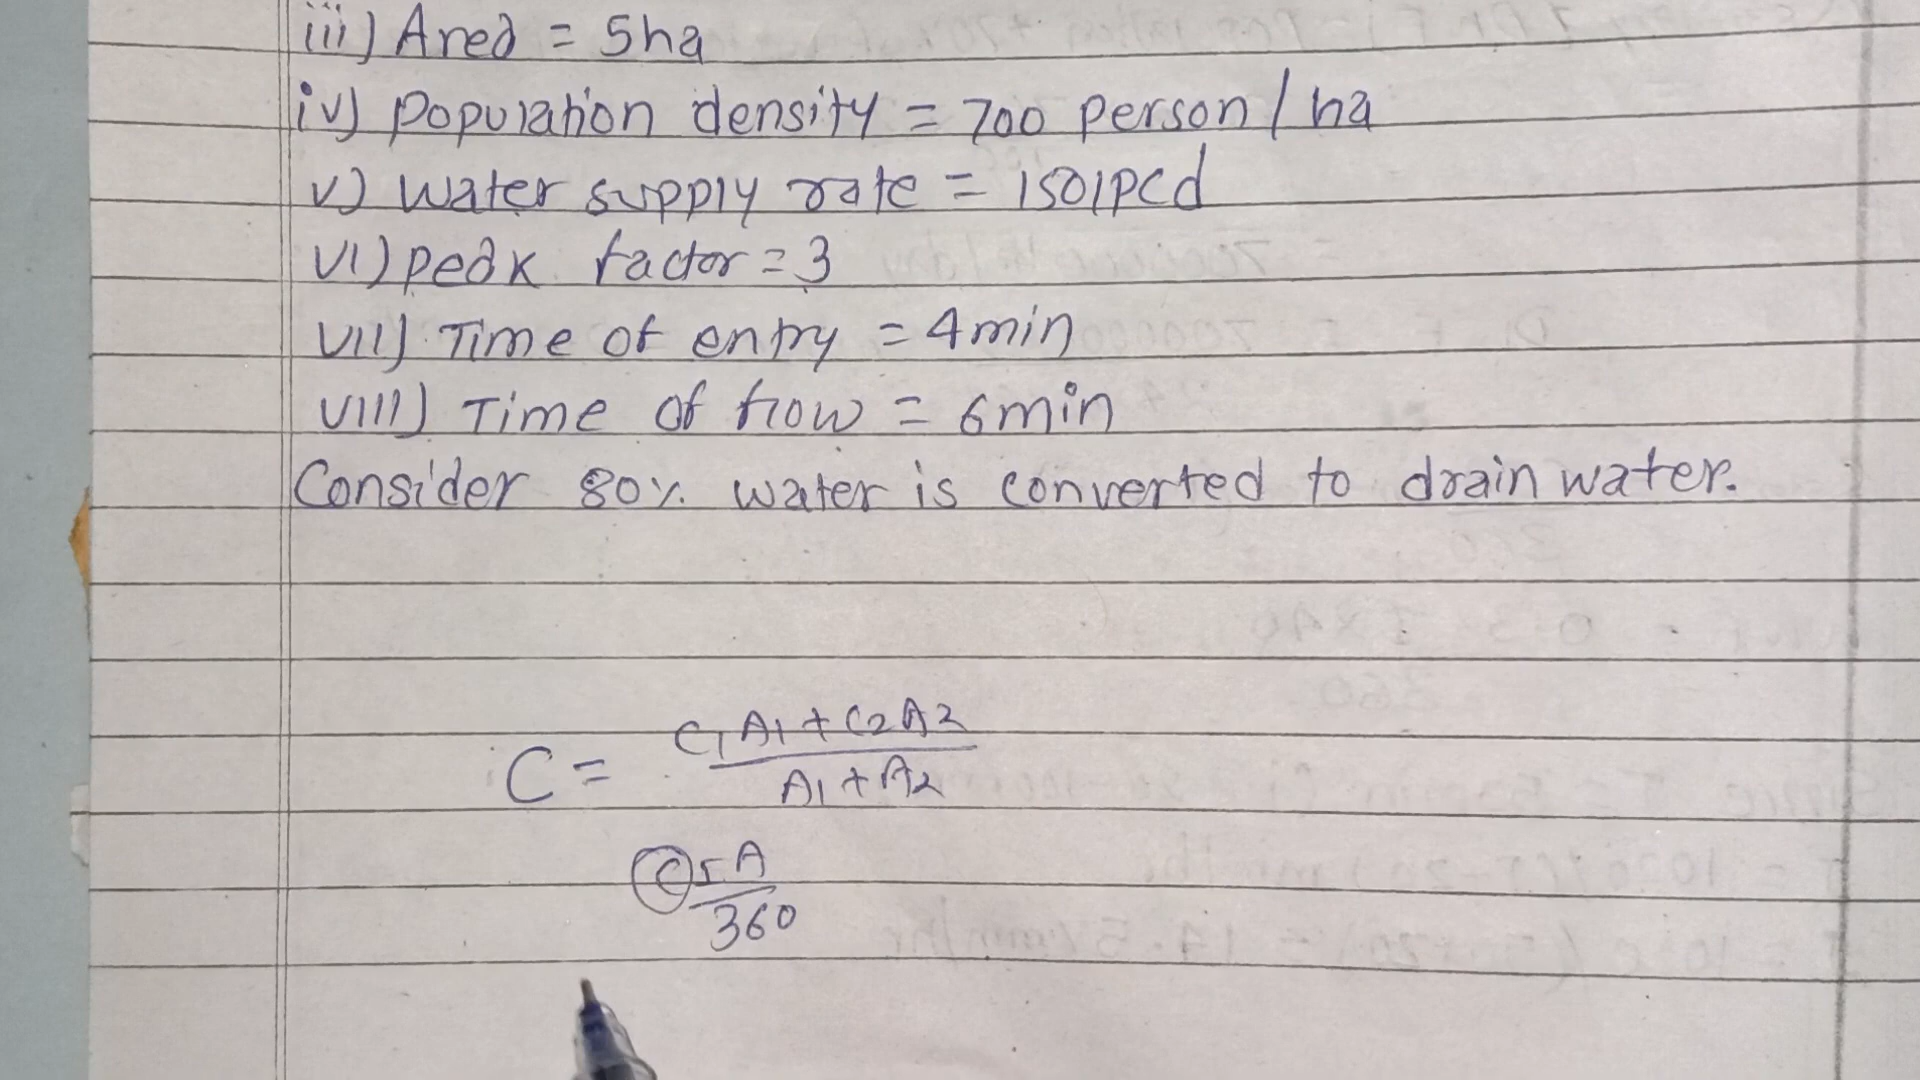 iii) Area = 5ha
iv) population density = 700 person / ha
v) water supply rate = 150lpcd
vi) peak factor = 3
vii) Time of entry = 4min
viii) Time of flow = 6min
Consider 80% water is converted to drain water.
C = C1A1 + C2A2
A1 + A2
C I A
360